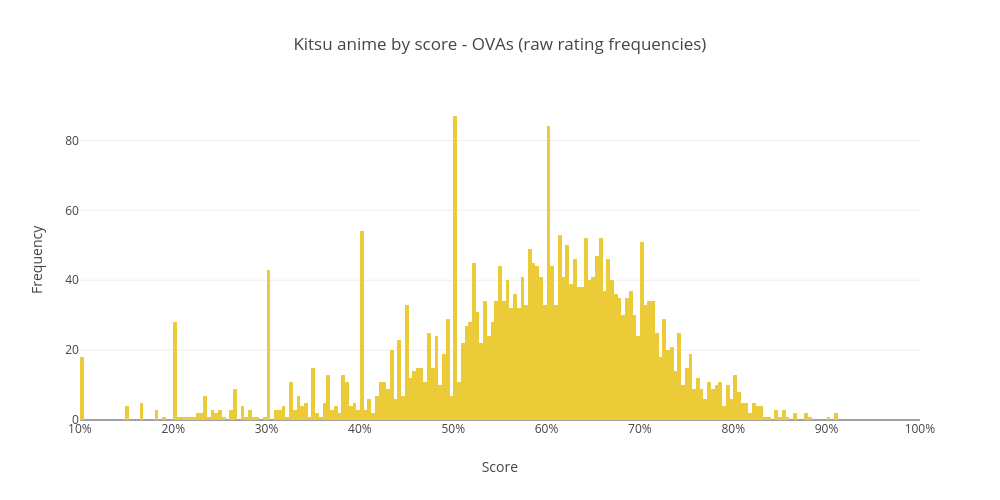 Kitsu anime by score - OVAs (raw rating frequencies)
Frequency
80
60
40
20
0
10% 20% 30% 40% 50% 60% 70% 80% 90% 100%
Score